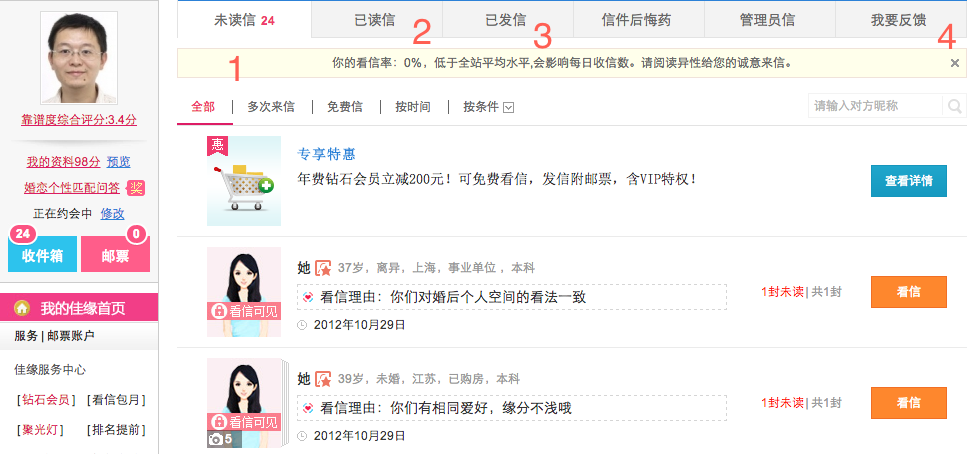 靠谱度综合评分:3.4分
我的资料98分 预览
婚恋个性匹配问答 奖
正在约会中 修改
24 0
收件箱 邮票
我的佳缘首页
服务 | 邮票账户
佳缘服务中心
[钻石会员] [看信包月]
[聚光灯] [排名提前]
未读信 24 已读信 已发信 信件后悔药 管理员信 我要反馈
1 2 3 4
你的看信率：0%，低于全站平均水平,会影响每日收信数。请阅读异性给您的诚意来信。
全部 | 多次来信 | 免费信 | 按时间 | 按条件 请输入对方昵称
惠
专享特惠
年费钻石会员立减200元！可免费看信，发信附邮票，含VIP特权！
查看详情
她 37岁，离异，上海，事业单位 ，本科
看信理由：你们对婚后个人空间的看法一致
看信可见
2012年10月29日
1封未读| 共1封
看信
她 39岁，未婚，江苏，已购房，本科
看信理由：你们有相同爱好，缘分不浅哦
看信可见
5
2012年10月29日
1封未读| 共1封
看信